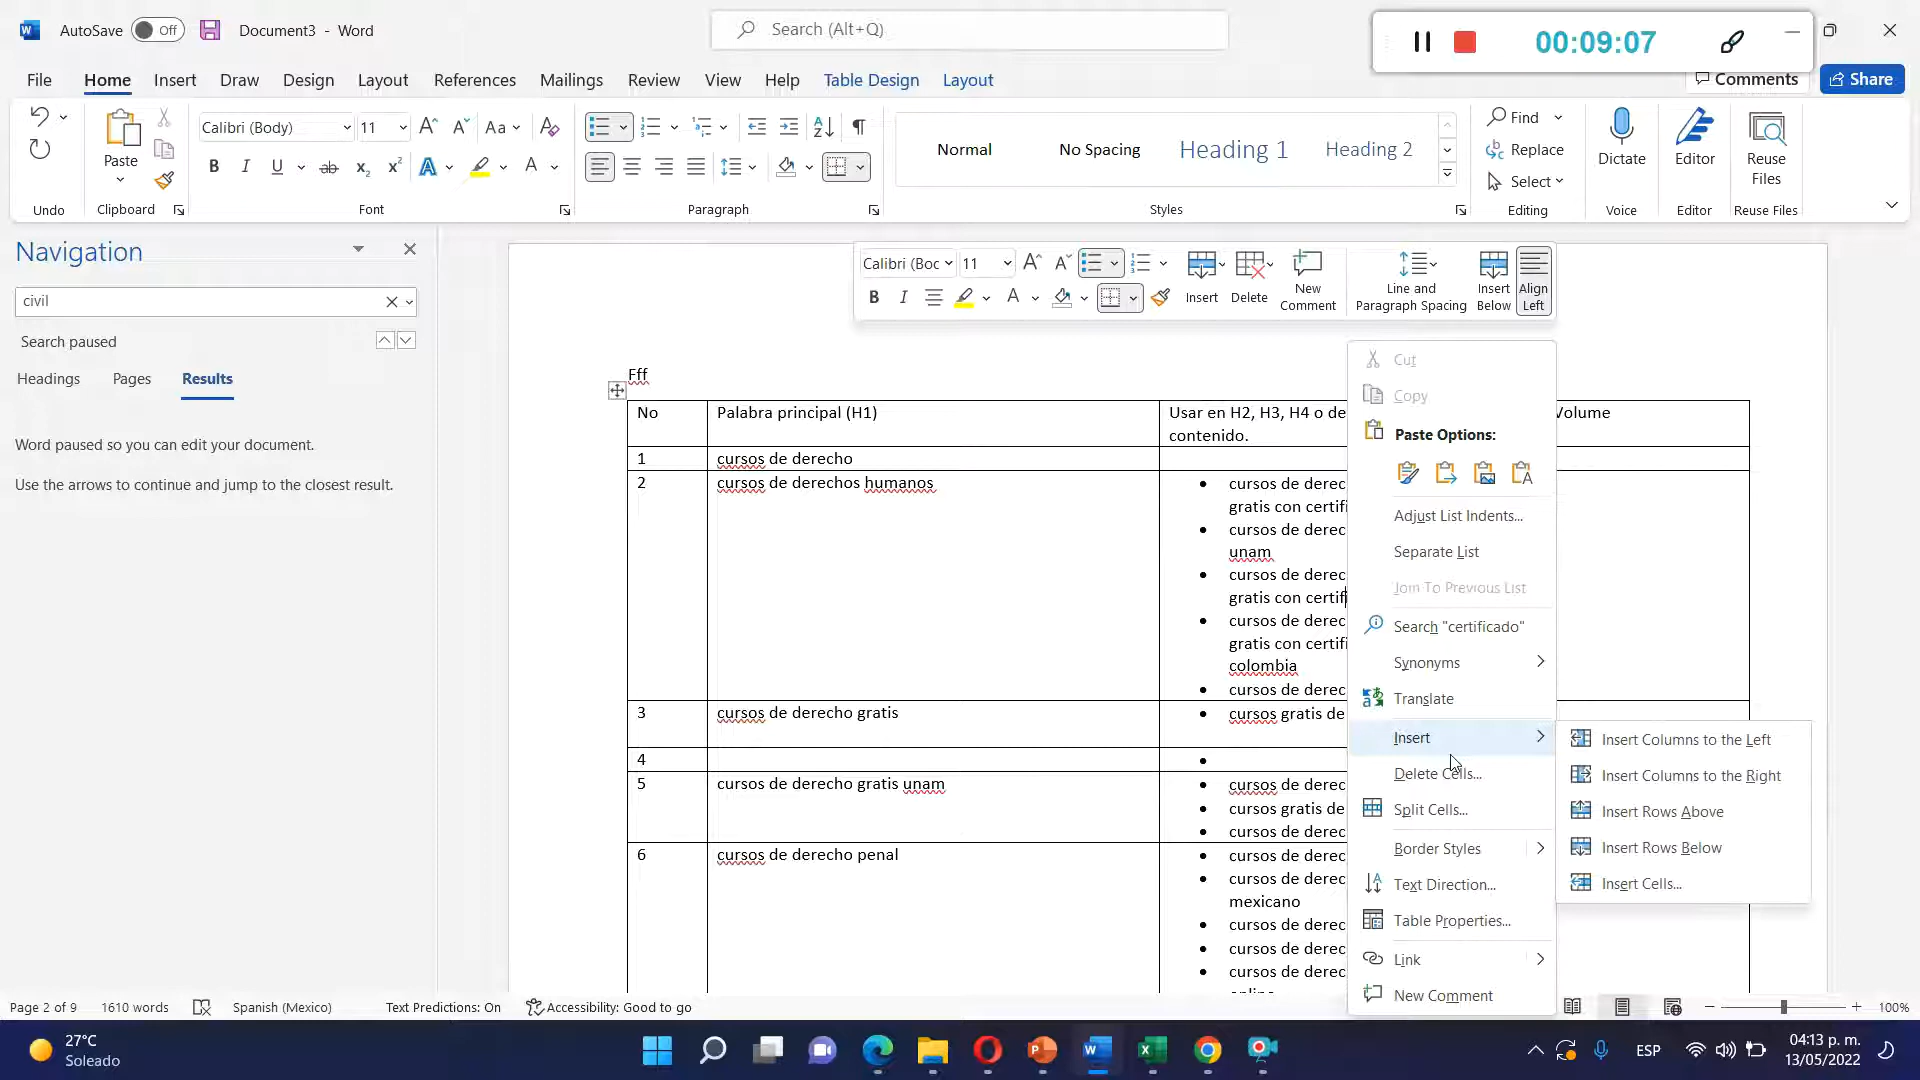 AutoSave Off Document3 - Word
Search (Alt+Q)
00:09:07
File Home Insert Draw Design Layout References Mailings Review View Help Table Design Layout
Comments Share
Paste
Calibri (Body) 11
Normal No Spacing Heading 1 Heading 2
Find
Replace
Select
Dictate
Editor
Reuse
Files
Undo Clipboard Font Paragraph Styles Editing Voice Editor Reuse Files
Navigation
civil
Search paused
Headings Pages Results
Word paused so you can edit your document.
Use the arrows to continue and jump to the closest result.
Calibri (Boc 11
Insert Delete
New
Comment
Line and
Paragraph Spacing
Insert
Below
Align
Left
Fff
No Palabra principal (H1) Usar en H2, H3, H4 o de
contenido.
Volume
1 cursos de derecho
2 cursos de derechos humanos
cursos de derec
gratis con certifi
cursos de derec
unam
cursos de derec
gratis con certif
cursos de derec
gratis con certifi
colombia
cursos de derec
3 cursos de derecho gratis
cursos gratis de
4
5 cursos de derecho gratis unam
cursos de derec
cursos gratis de
cursos de derec
6 cursos de derecho penal
cursos de derec
cursos de derec
mexicano
cursos de derec
cursos de derec
cursos de derec
online
Cut
Copy
Paste Options:
Adjust List Indents...
Separate List
Join To Previous List
Search "certificado"
Synonyms
Translate
Insert
Delete Cells...
Split Cells...
Border Styles
Text Direction...
Table Properties...
Link
New Comment
Insert Columns to the Left
Insert Columns to the Right
Insert Rows Above
Insert Rows Below
Insert Cells...
Page 2 of 9 1610 words Spanish (Mexico) Text Predictions: On Accessibility: Good to go 100%
27°C
Soleado
ESP
04:13 p. m.
13/05/2022